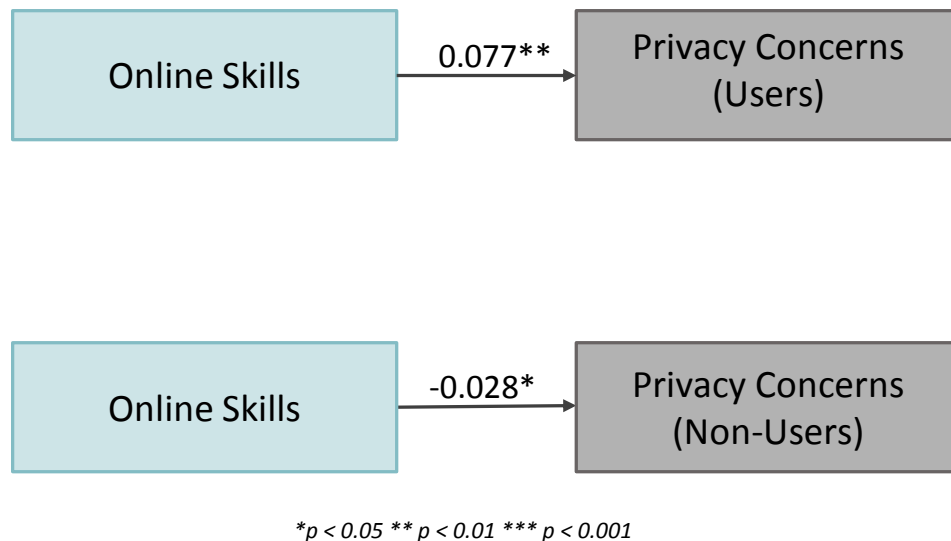 Online Skills
0.077**
Privacy Concerns
(Users)
Online Skills
-0.028*
Privacy Concerns
(Non-Users)
*p < 0.05 ** p < 0.01 *** p < 0.001